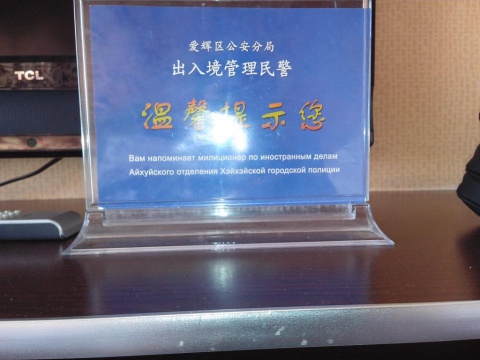 TCL
爱辉区公安分局
出入境管理民警
温馨提示您
Вам напоминает милиционер по иностранным делам
Айхуйского отделения Хэйхэйской городской полиции